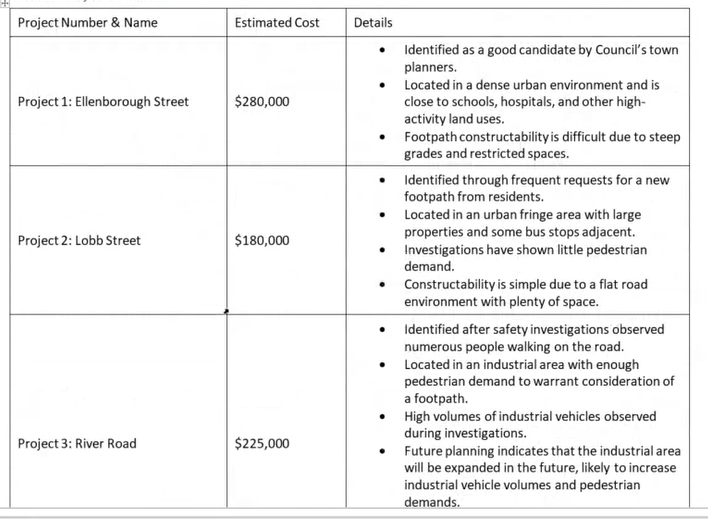 Project Number & Name
Estimated Cost
Details
Project 1: Ellenborough Street
$280,000
• Identified as a good candidate by Council's town
planners.
• Located in a dense urban environment and is
close to schools, hospitals, and other high-
activity land uses.
• Footpath constructability is difficult due to steep
grades and restricted spaces.
Project 2: Lobb Street
$180,000
• Identified through frequent requests for a new
footpath from residents.
• Located in an urban fringe area with large
properties and some bus stops adjacent.
• Investigations have shown little pedestrian
demand.
• Constructability is simple due to a flat road
environment with plenty of space.
Project 3: River Road
$225,000
• Identified after safety investigations observed
numerous people walking on the road.
• Located in an industrial area with enough
pedestrian demand to warrant consideration of
a footpath.
• High volumes of industrial vehicles observed
during investigations.
• Future planning indicates that the industrial area
will be expanded in the future, likely to increase
industrial vehicle volumes and pedestrian
demands.